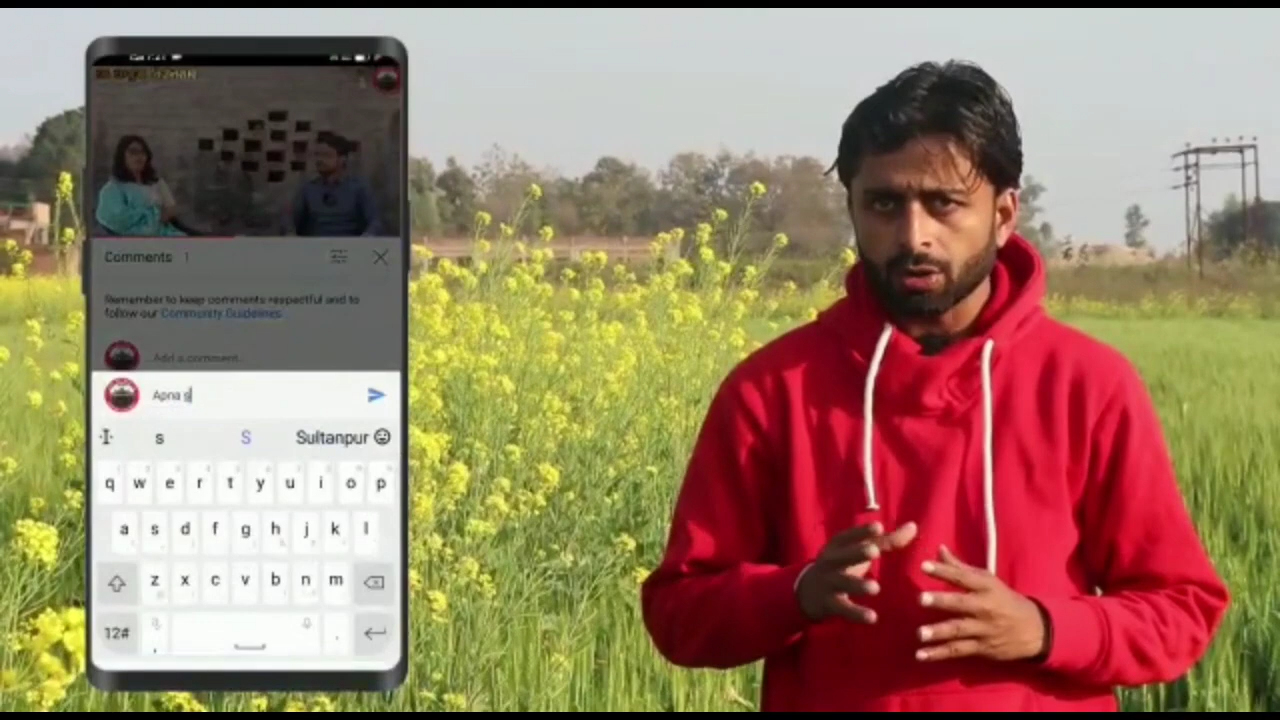 Comments 1
Remember to keep comments respectful and to
follow our Community Guidelines
Add a comment...
Apna s
s S Sultanpur
q w e r t y u i o p
a s d f g h j k l
z x c v b n m
12# , .